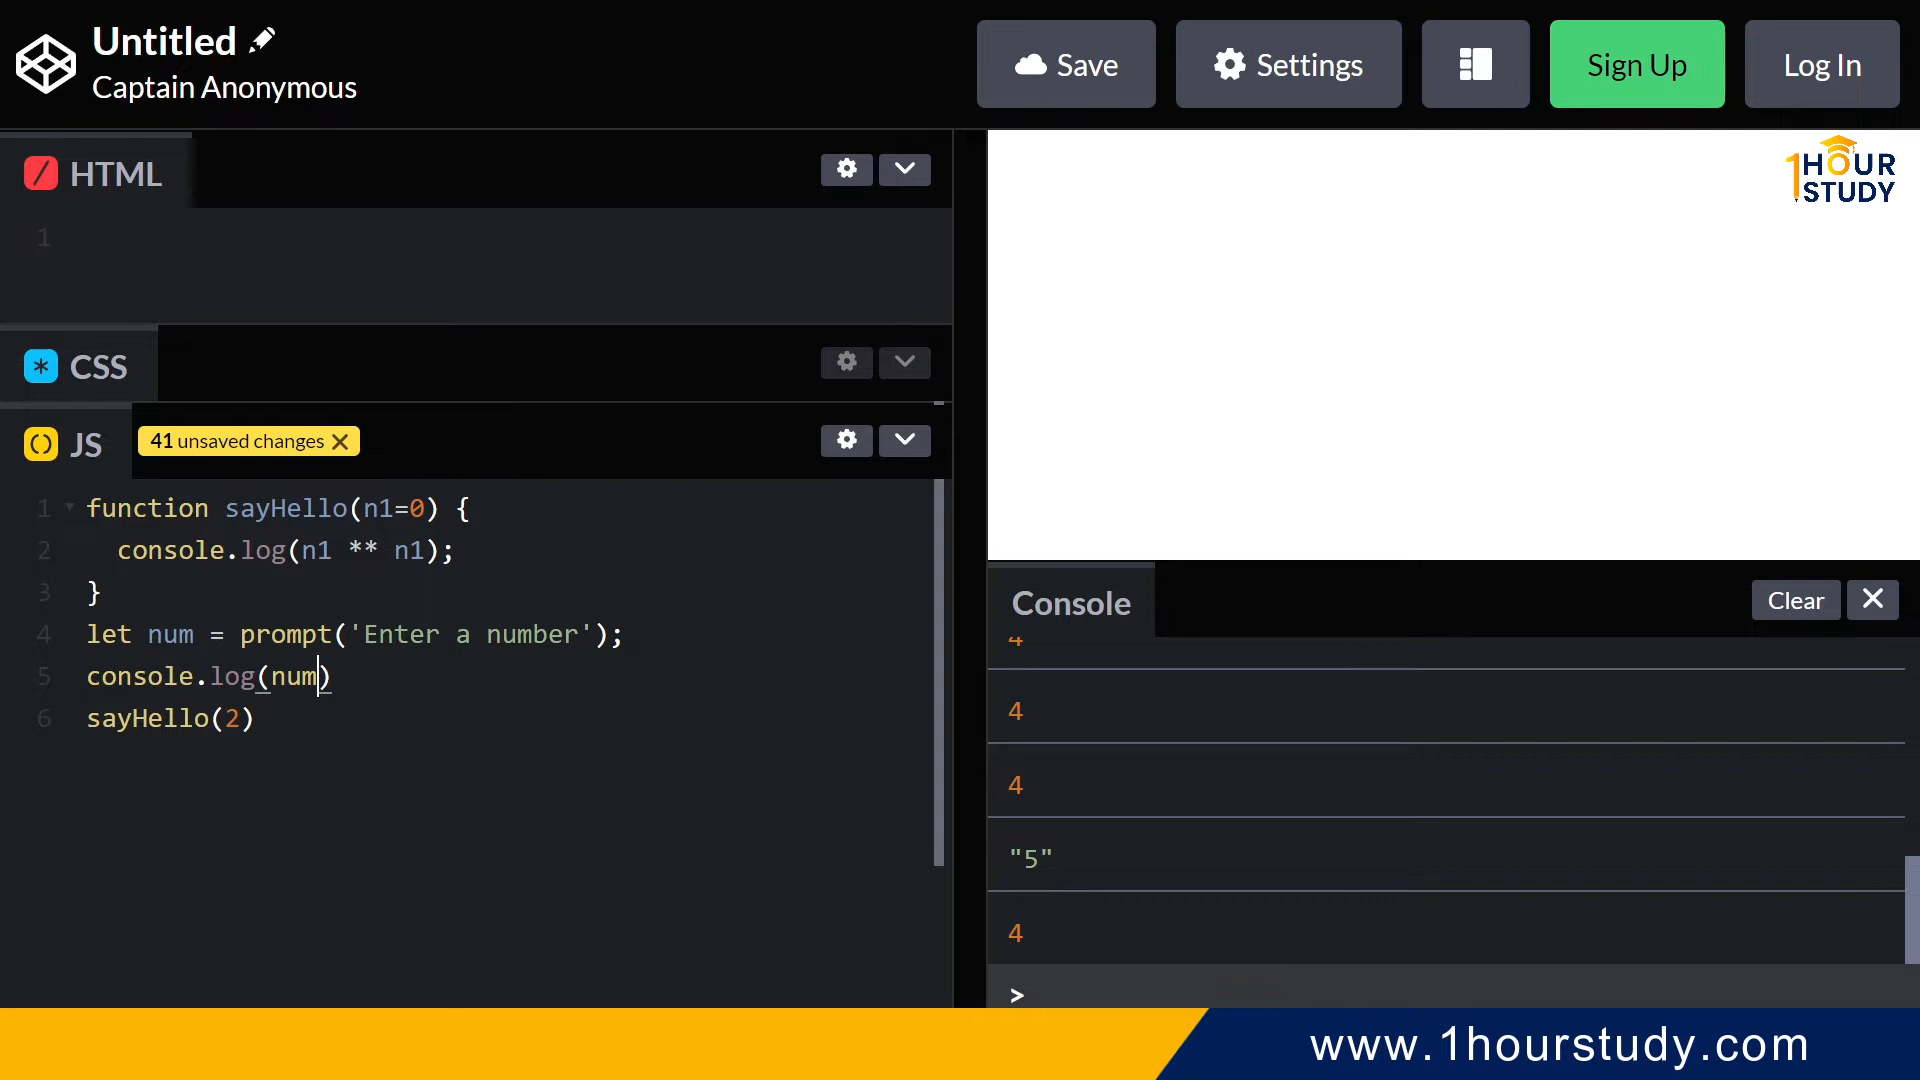 Untitled
Captain Anonymous
Save
Settings
Sign Up
Log In
HTML
1
1HOUR
STUDY
CSS
JS
41 unsaved changes
1 function sayHello(n1=0) {
2 console.log(n1 ** n1);
3 }
4 let num = prompt('Enter a number');
5 console.log(num)
6 sayHello(2)
Console
Clear
4
4
4
"5"
4
>
www.1hourstudy.com